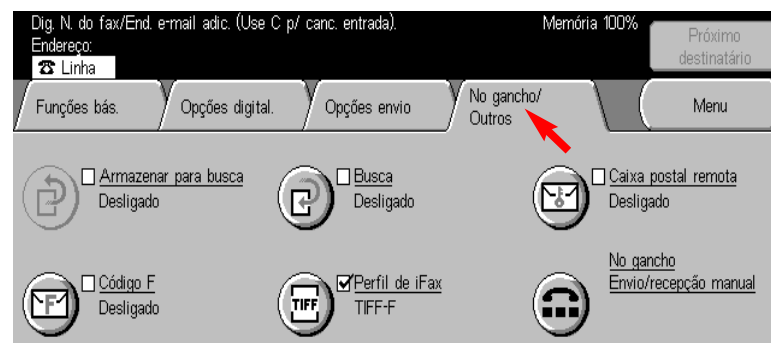 Dig. N. do fax/End. e-mail adic. (Use C p/ canc. entrada).
Memória 100%
Endereço:
Linha
Próximo
destinatário
Funções bás.
Opções digital.
Opções envio
No gancho/
Outros
Menu
Armazenar para busca
Desligado
Busca
Desligado
Caixa postal remota
Desligado
F
Código F
Desligado
TIFF
Perfil de iFax
TIFF-F
No gancho
Envio/recepção manual